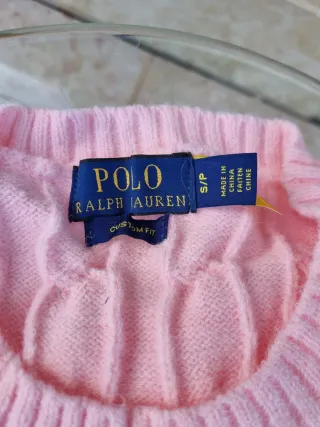 POLO
RALPH LAUREN
CUSTOM FIT
S/P
MADE IN
CHINA
FAIT EN
CHINE